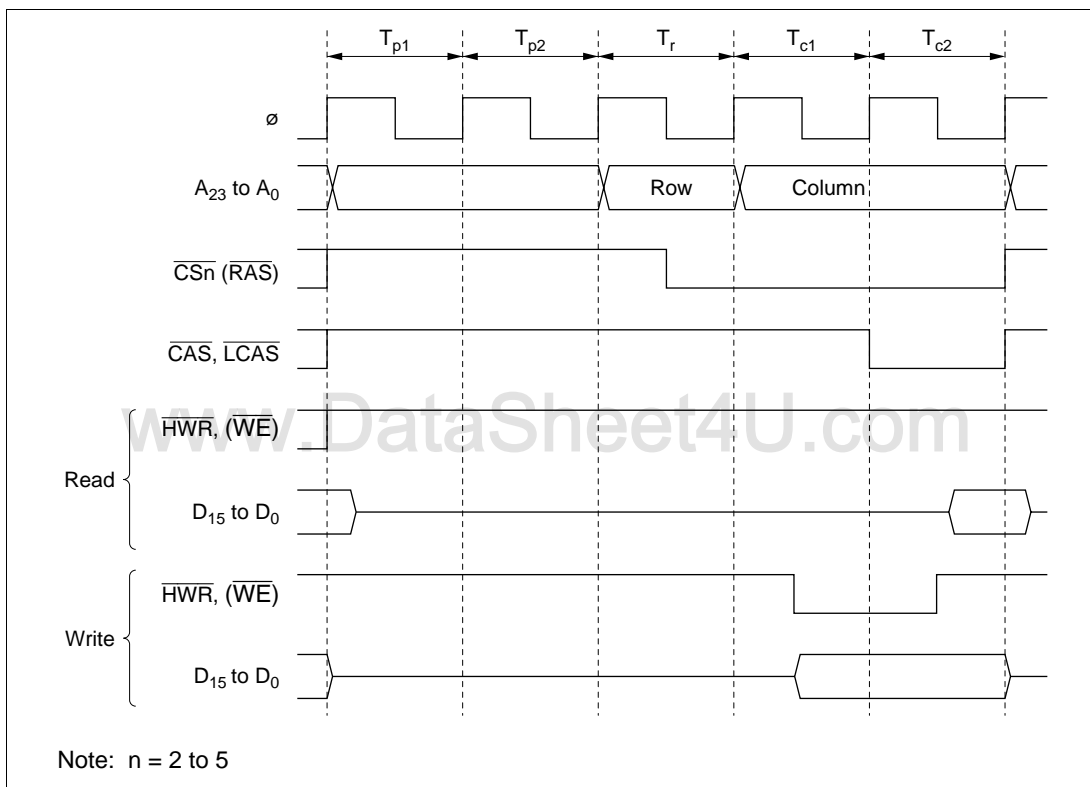 Tp1 Tp2 Tr Tc1 Tc2
ø
A23 to A0 Row Column
CSn (RAS)
CAS, LCAS
www.DataSheet4U.com
Read
HWR, (WE)
D15 to D0
Write
HWR, (WE)
D15 to D0
Note: n = 2 to 5